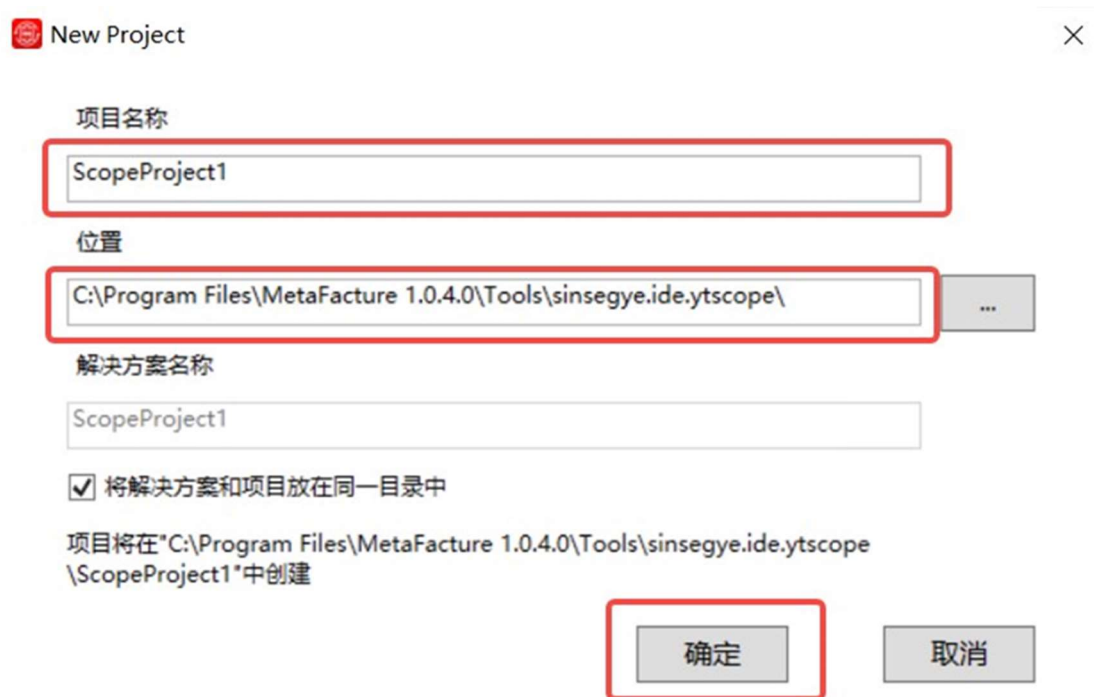 New Project
项目名称
ScopeProject1
位置
C:\Program Files\MetaFacture 1.0.4.0\Tools\sinsegye.ide.ytscope\
...
解决方案名称
ScopeProject1
将解决方案和项目放在同一目录中
项目将在"C:\Program Files\MetaFacture 1.0.4.0\Tools\sinsegye.ide.ytscope
\ScopeProject1"中创建
确定
取消